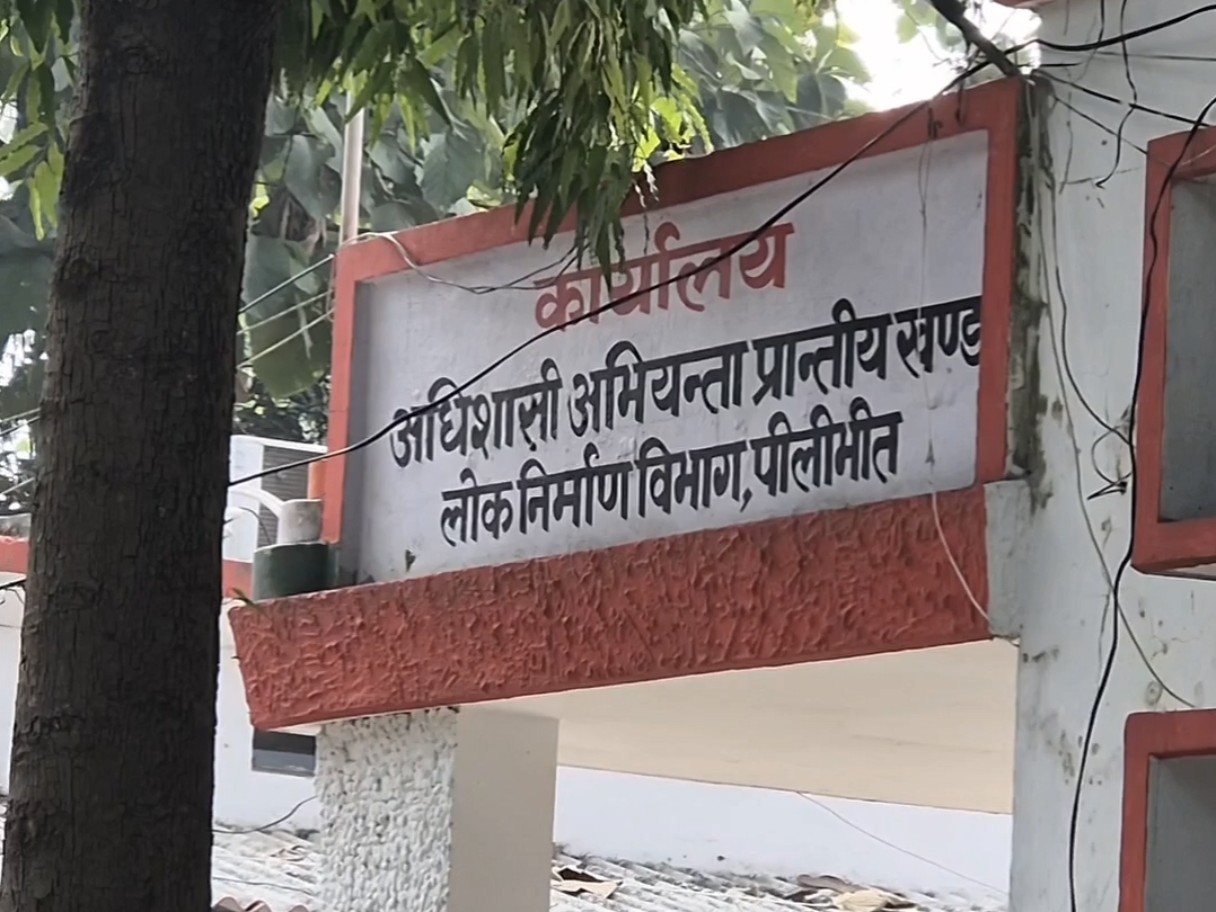 कार्यालय
अधिशासी अभियन्ता प्रान्तीय खण्ड
लोक निर्माण विभाग, पीलीभीत